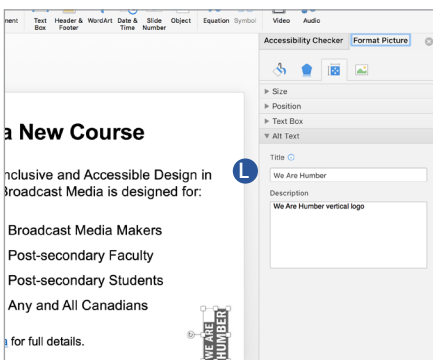 ment
Text Box
Header & Footer
WordArt
Date & Time
Slide Number
Object
Equation
Symbol
Video
Audio
Accessibility Checker
Format Picture
Size
Position
Text Box
Alt Text
Title
We Are Humber
Description
We Are Humber vertical logo
L
a New Course
nclusive and Accessible Design in
Broadcast Media is designed for:
Broadcast Media Makers
Post-secondary Faculty
Post-secondary Students
Any and All Canadians
for full details.
WE ARE
HUMBER